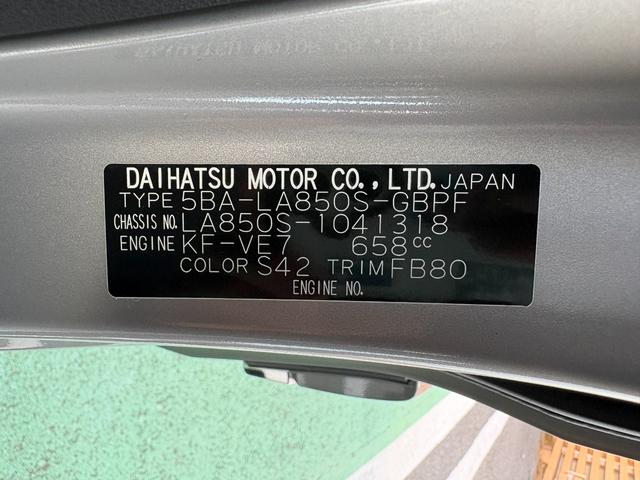 DAIHATSU MOTOR CO., LTD. JAPAN
TYPE 5BA-LA850S-GBPF
CHASSIS NO. LA850S-1041318
ENGINE KF-VE7 658cc
COLOR S42 TRIM FB80
ENGINE NO.